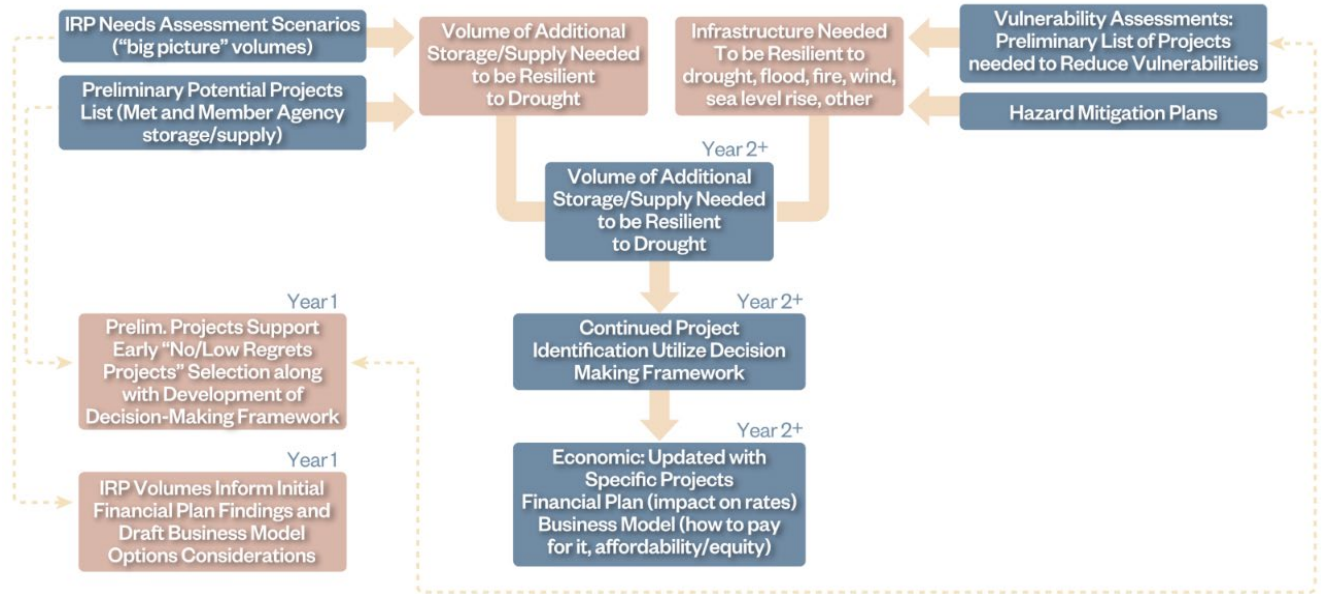 IRP Needs Assessment Scenarios
(“big picture” volumes)
Preliminary Potential Projects
List (Met and Member Agency
storage/supply)
Volume of Additional
Storage/Supply Needed
to be Resilient
to Drought
Infrastructure Needed
To be Resilient to
drought, flood, fire, wind,
sea level rise, other
Vulnerability Assessments:
Preliminary List of Projects
needed to Reduce Vulnerabilities
Hazard Mitigation Plans
Year 2+
Volume of Additional
Storage/Supply Needed
to be Resilient
to Drought
Year 1
Prelim. Projects Support
Early “No/Low Regrets
Projects” Selection along
with Development of
Decision-Making Framework
Year 2+
Continued Project
Identification Utilize Decision
Making Framework
Year 1
IRP Volumes Inform Initial
Financial Plan Findings and
Draft Business Model
Options Considerations
Year 2+
Economic: Updated with
Specific Projects
Financial Plan (impact on rates)
Business Model (how to pay
for it, affordability/equity)